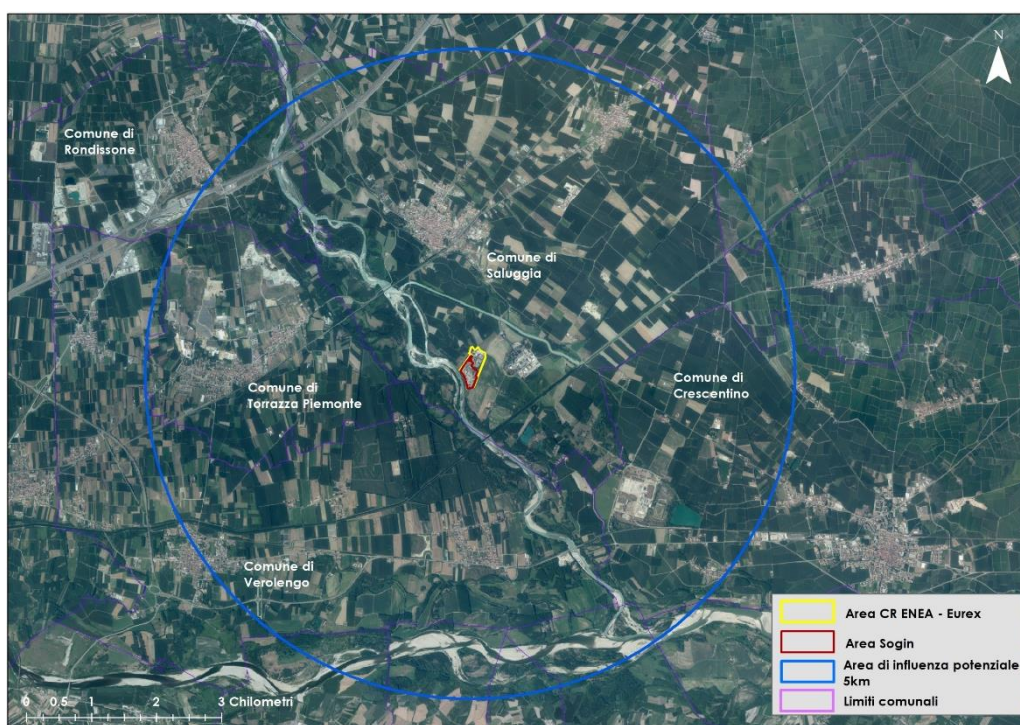 N
Comune di
Rondissone
Comune di
Saluggia
Comune di
Torrazza Piemonte
Comune di
Crescentino
Comune di
Verolengo
Area CR ENEA - Eurex
Area Sogin
Area di influenza potenziale
5km
Limiti comunali
0 0.5 1 2 3 Chilometri